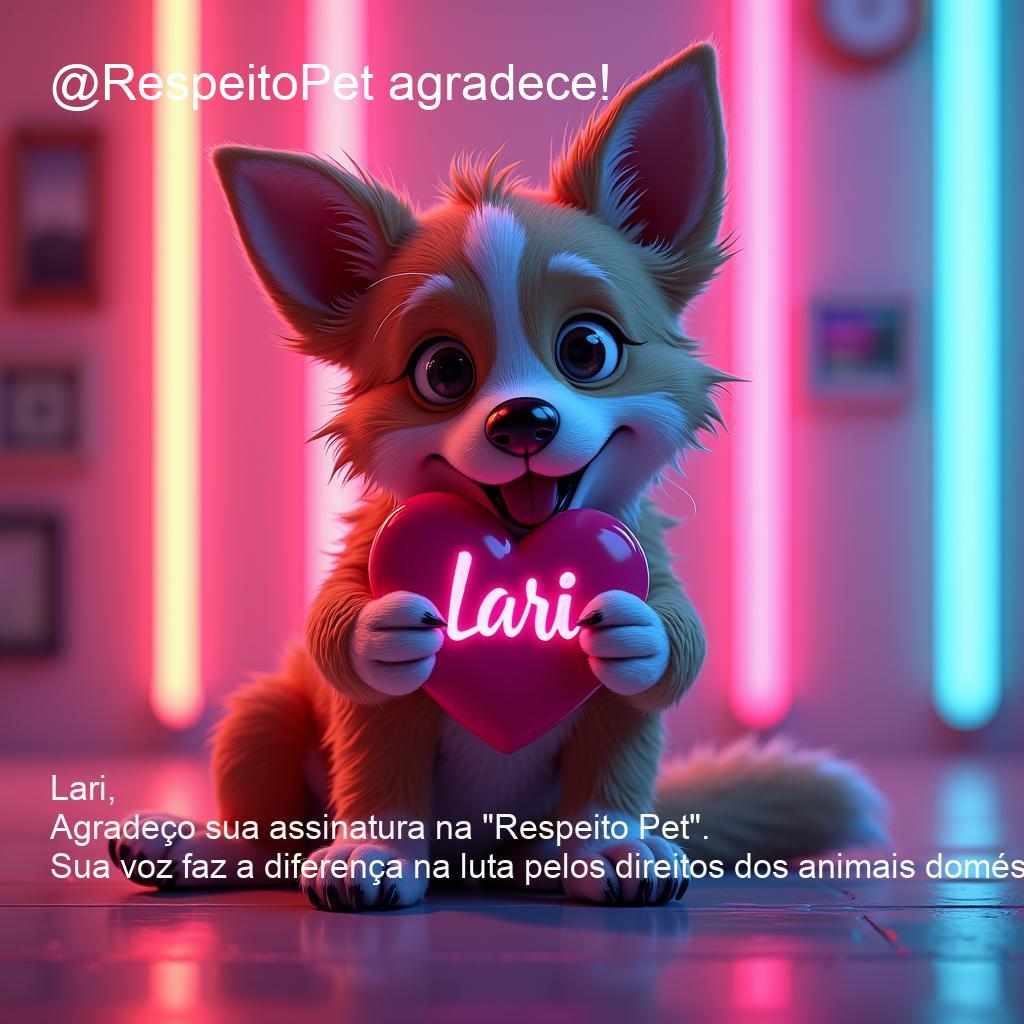 @RespeitoPet agradece!
Lari
Lari,
Agradeço sua assinatura na "Respeito Pet".
Sua voz faz a diferença na luta pelos direitos dos animais domés